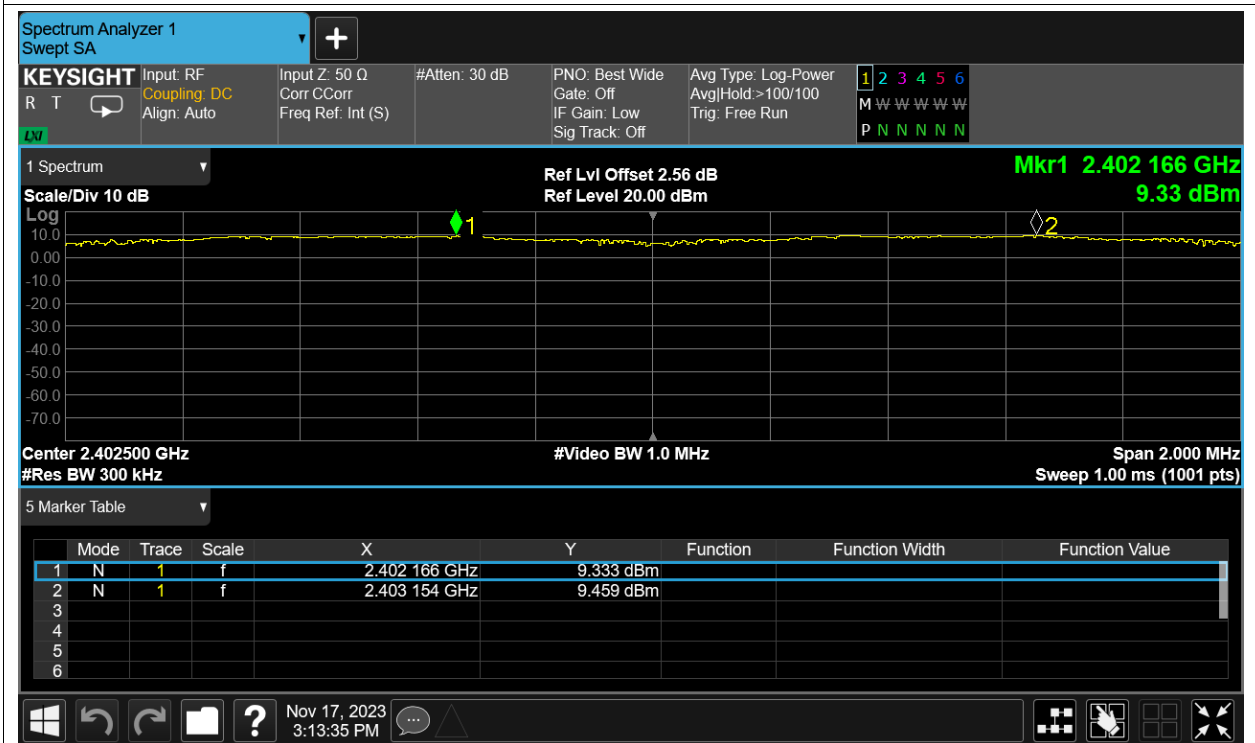 Spectrum Analyzer 1
Swept SA
KEYSIGHT
R T
LXI
Input: RF
Coupling: DC
Align: Auto
Input Z: 50 Ω
Corr CCorr
Freq Ref: Int (S)
#Atten: 30 dB
PNO: Best Wide
Gate: Off
IF Gain: Low
Sig Track: Off
Avg Type: Log-Power
Avg|Hold:>100/100
Trig: Free Run
1 2 3 4 5 6
M W W W W W
P N N N N N
1 Spectrum
Scale/Div 10 dB
Ref Lvl Offset 2.56 dB
Ref Level 20.00 dBm
Mkr1 2.402 166 GHz
9.33 dBm
Log
10.0
0.00
-10.0
-20.0
-30.0
-40.0
-50.0
-60.0
-70.0
1
2
Center 2.402500 GHz
#Res BW 300 kHz
#Video BW 1.0 MHz
Span 2.000 MHz
Sweep 1.00 ms (1001 pts)
5 Marker Table
Mode Trace Scale X Y Function Function Width Function Value
1 N 1 f 2.402 166 GHz 9.333 dBm
2 N 1 f 2.403 154 GHz 9.459 dBm
3
4
5
6
?
Nov 17, 2023
3:13:35 PM